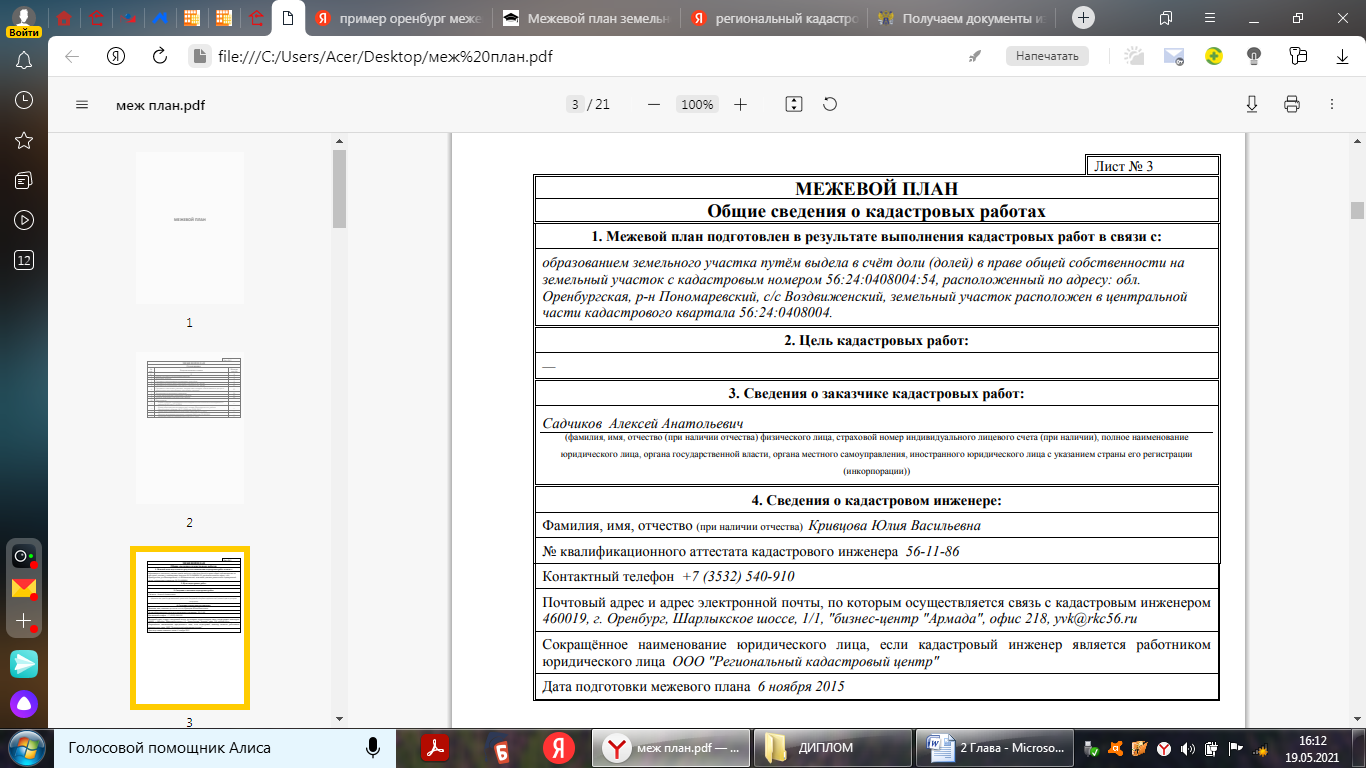 Войти
пример оренбург меже
Межевой план земельн
региональный кадастро
Получаем документы и
file:///C:/Users/Acer/Desktop/меж%20план.pdf
Напечатать
меж план.pdf
3 / 21
100%
12
МЕЖЕВОЙ ПЛАН
1
2
3
Лист № 3
МЕЖЕВОЙ ПЛАН
Общие сведения о кадастровых работах
1. Межевой план подготовлен в результате выполнения кадастровых работ в связи с:
образованием земельного участка путём выдела в счёт доли (долей) в праве общей собственности на
земельный участок с кадастровым номером 56:24:0408004:54, расположенный по адресу: обл.
Оренбургская, р-н Пономаревский, с/с Воздвиженский, земельный участок расположен в центральной
части кадастрового квартала 56:24:0408004.
2. Цель кадастровых работ:
—
3. Сведения о заказчике кадастровых работ:
Садчиков Алексей Анатольевич
(фамилия, имя, отчество (при наличии отчества) физического лица, страховой номер индивидуального лицевого счета (при наличии), полное наименование
юридического лица, органа государственной власти, органа местного самоуправления, иностранного юридического лица с указанием страны его регистрации
(инкорпорации))
4. Сведения о кадастровом инженере:
Фамилия, имя, отчество (при наличии отчества) Кривцова Юлия Васильевна
№ квалификационного аттестата кадастрового инженера 56-11-86
Контактный телефон +7 (3532) 540-910
Почтовый адрес и адрес электронной почты, по которым осуществляется связь с кадастровым инженером
460019, г. Оренбург, Шарлыкское шоссе, 1/1, "бизнес-центр "Армада", офис 218, yvk@rkc56.ru
Сокращённое наименование юридического лица, если кадастровый инженер является работником
юридического лица ООО "Региональный кадастровый центр"
Дата подготовки межевого плана 6 ноября 2015
Голосовой помощник Алиса
меж план.pdf — ...
ДИПЛОМ
2 Глава - Microso...
16:12
19.05.2021